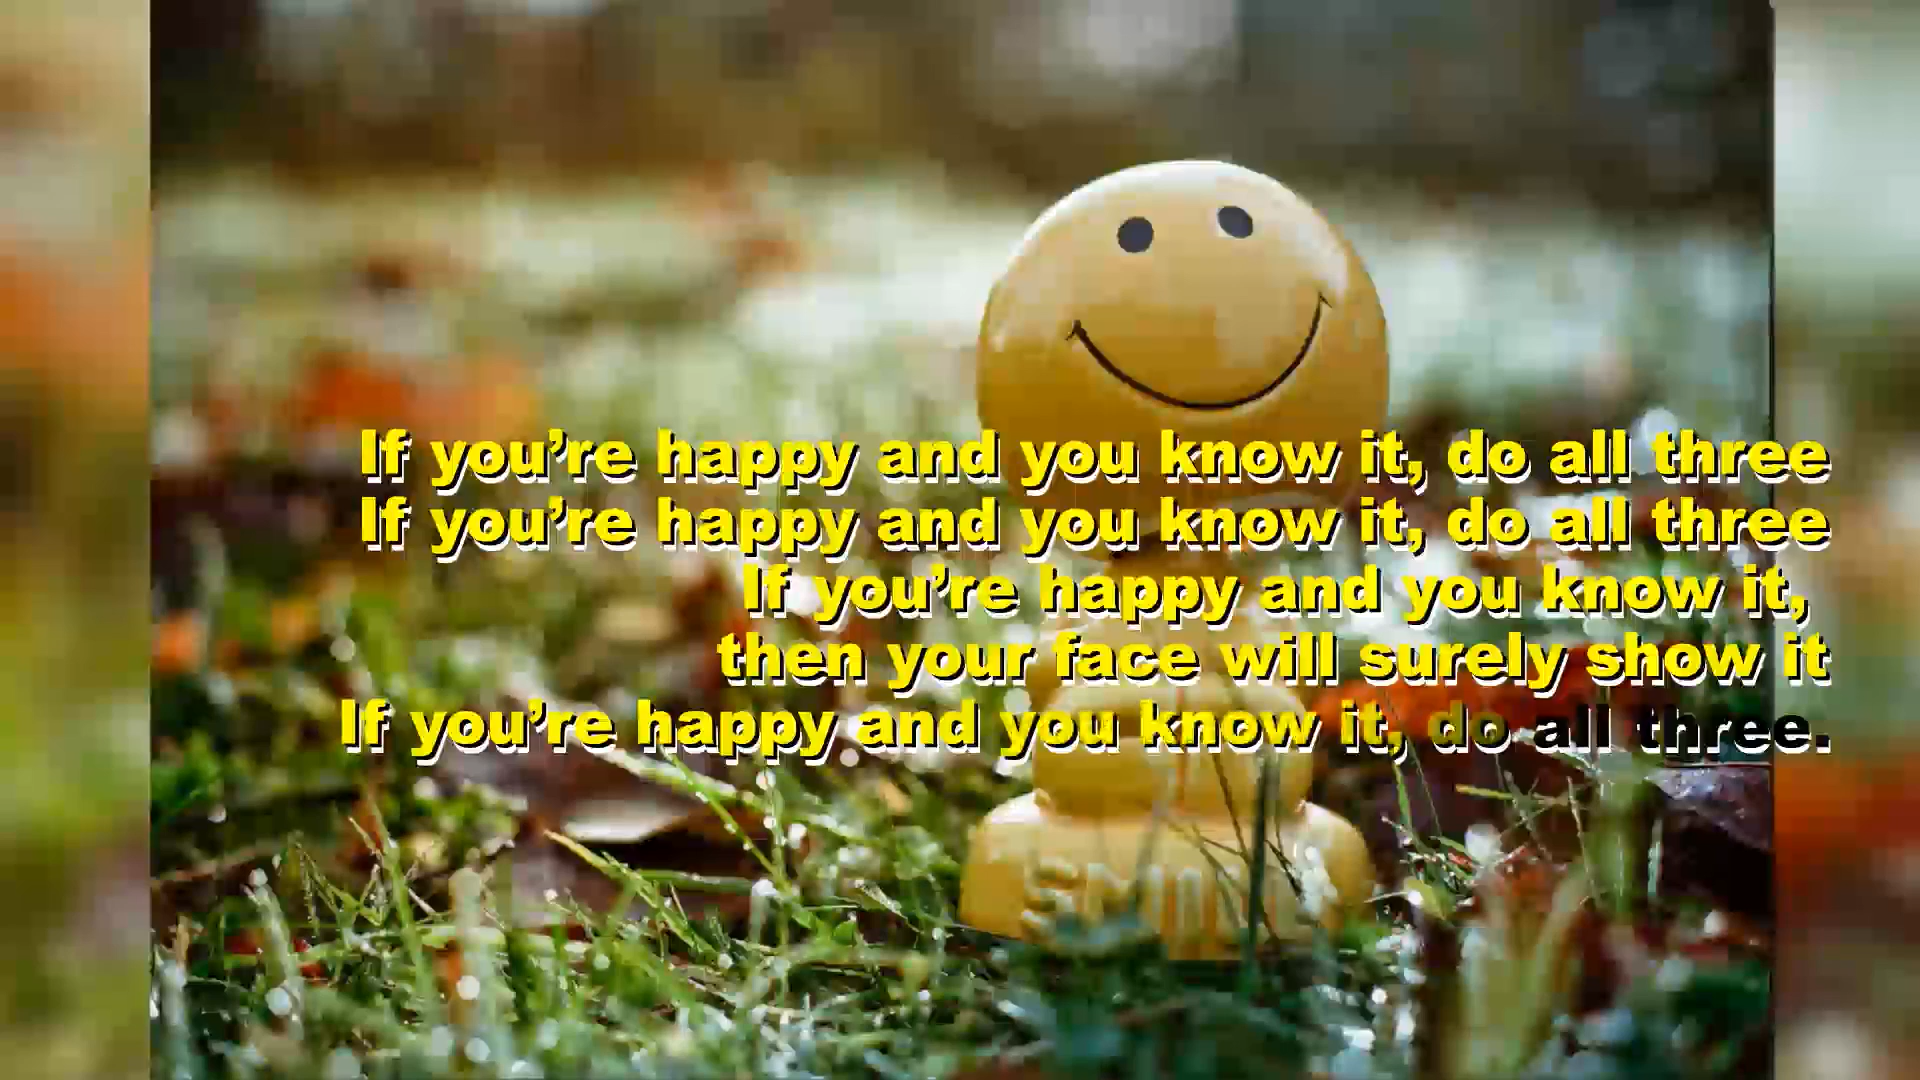 If you’re happy and you know it, do all three
If you’re happy and you know it, do all three
If you’re happy and you know it,
then your face will surely show it
If you’re happy and you know it, do all three.